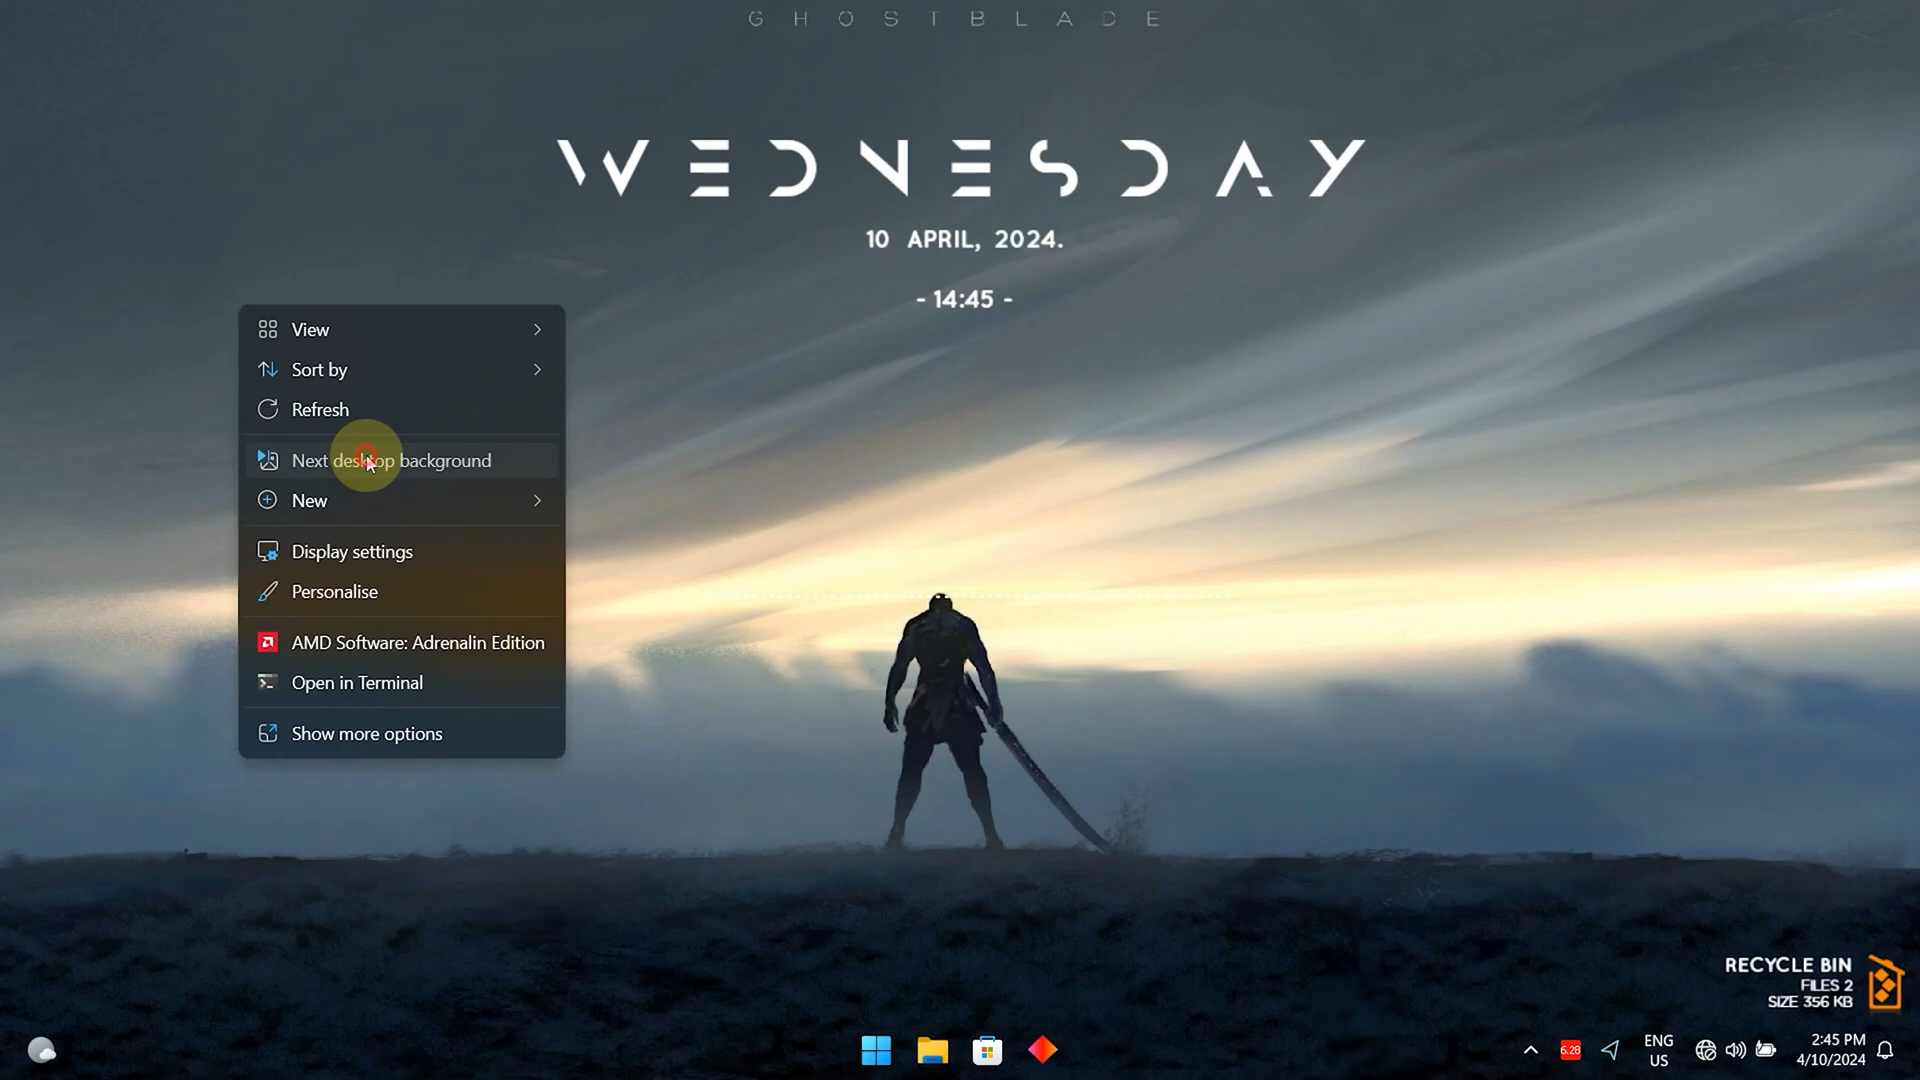 GHOSTBLADE
WEDNESDAY
10 APRIL, 2024.
- 14:45 -
View
Sort by
Refresh
Next desktop background
New
Display settings
Personalise
AMD Software: Adrenalin Edition
Open in Terminal
Show more options
RECYCLE BIN
FILES 2
SIZE 356 KB
6.28
ENG
US
2:45 PM
4/10/2024